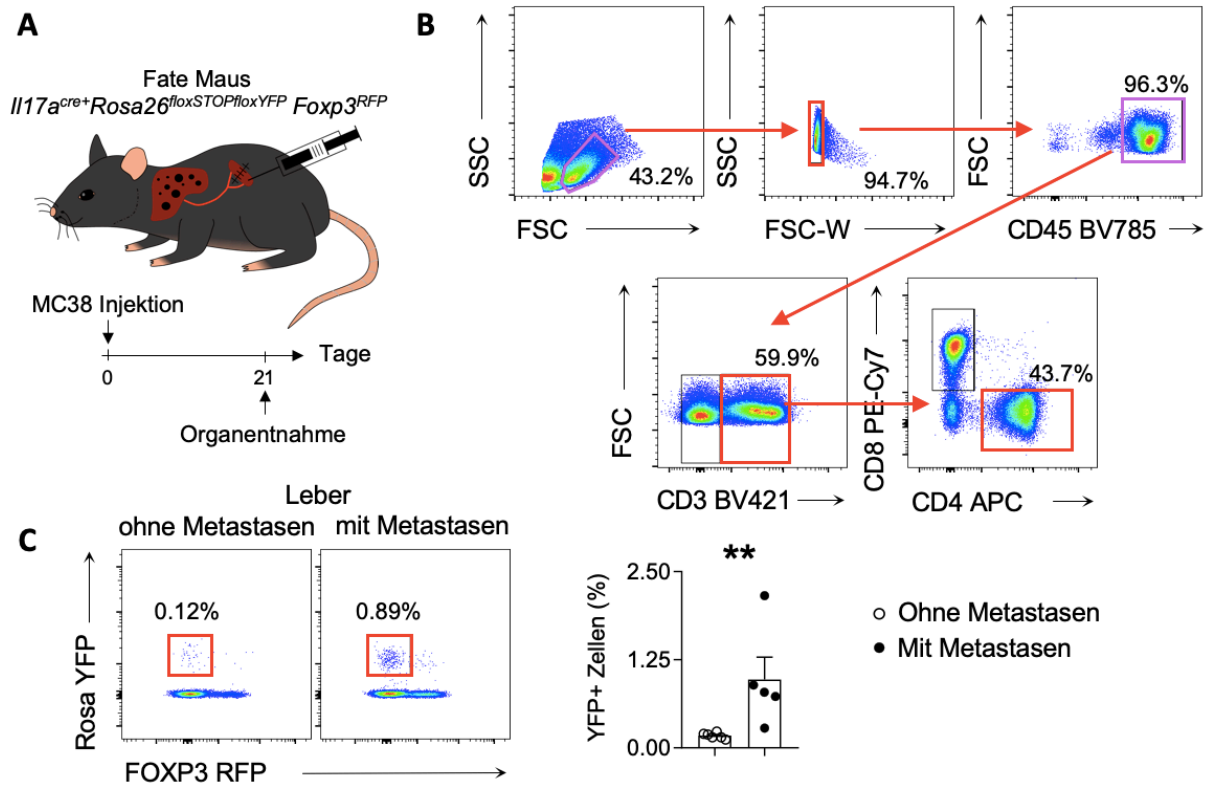 A
Fate Maus
Il17a^cre+Rosa26^floxSTOPfloxYFP Foxp3^RFP
MC38 Injektion
Tage
0
21
Organentnahme
B
SSC
43.2%
FSC
SSC
94.7%
FSC-W
FSC
96.3%
CD45 BV785
FSC
59.9%
CD3 BV421
CD8 PE-Cy7
43.7%
CD4 APC
C
Leber
ohne Metastasen
mit Metastasen
Rosa YFP
0.12%
0.89%
FOXP3 RFP
**
YFP+ Zellen (%)
2.50
1.25
0.00
Ohne Metastasen
Mit Metastasen